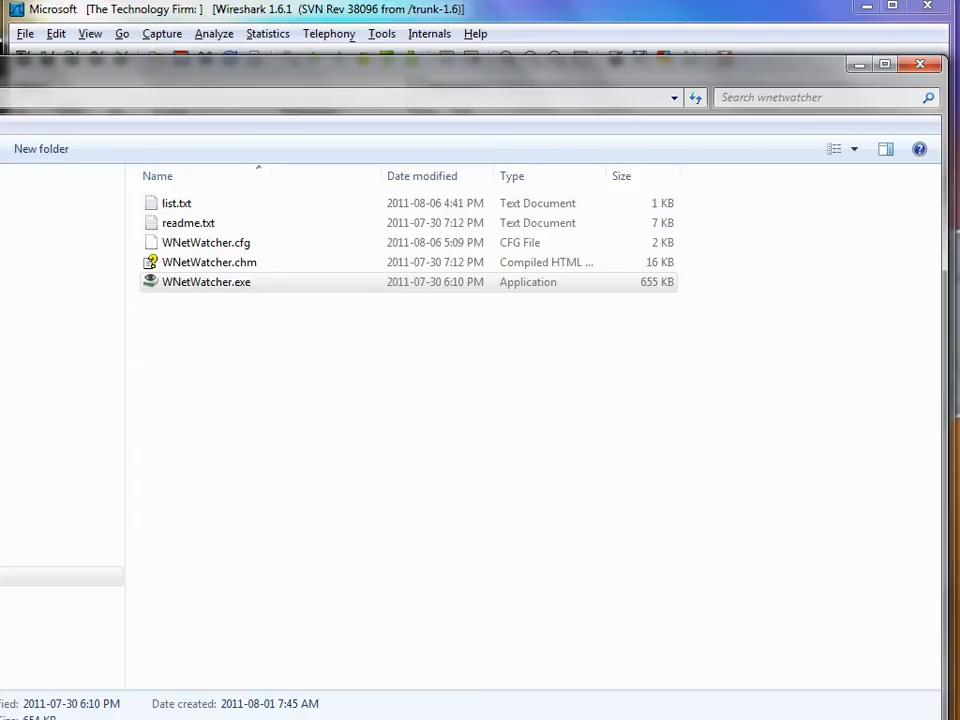 Microsoft [The Technology Firm: ] [Wireshark 1.6.1 (SVN Rev 38096 from /trunk-1.6)]
File Edit View Go Capture Analyze Statistics Telephony Tools Internals Help
Search wnetwatcher
New folder
Name Date modified Type Size
list.txt 2011-08-06 4:41 PM Text Document 1 KB
readme.txt 2011-07-30 7:12 PM Text Document 7 KB
WNetWatcher.cfg 2011-08-06 5:09 PM CFG File 2 KB
WNetWatcher.chm 2011-07-30 7:12 PM Compiled HTML ... 16 KB
WNetWatcher.exe 2011-07-30 6:10 PM Application 655 KB
fied: 2011-07-30 6:10 PM Date created: 2011-08-01 7:45 AM
654 KB